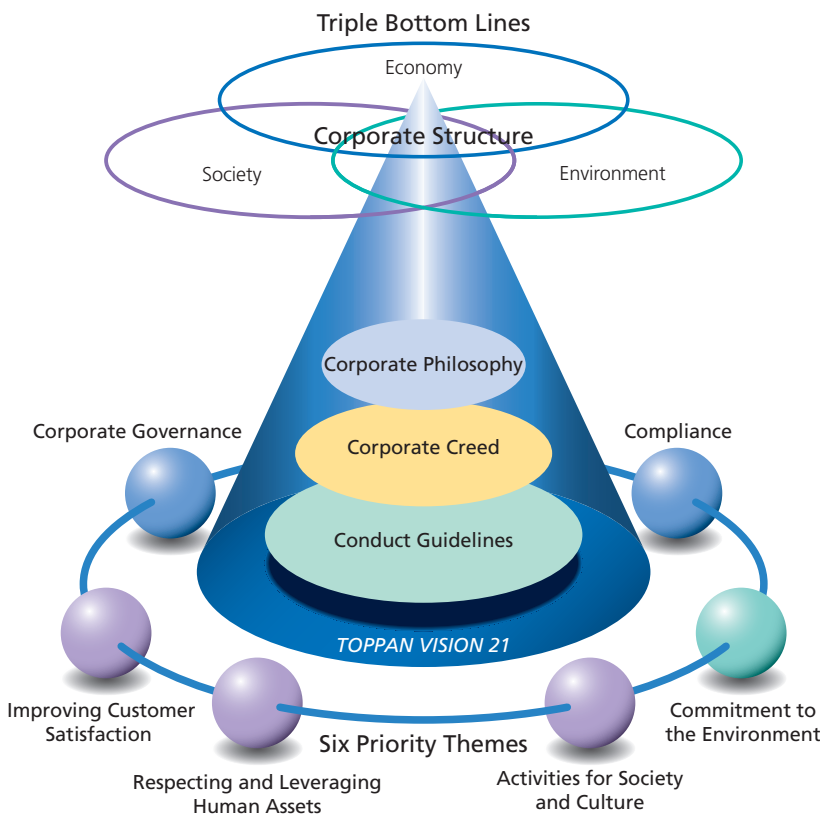 Triple Bottom Lines
Economy
Corporate Structure
Society
Environment
Corporate Philosophy
Corporate Governance
Compliance
Corporate Creed
Conduct Guidelines
TOPPAN VISION 21
Improving Customer
Satisfaction
Commitment to
the Environment
Six Priority Themes
Respecting and Leveraging
Human Assets
Activities for Society
and Culture